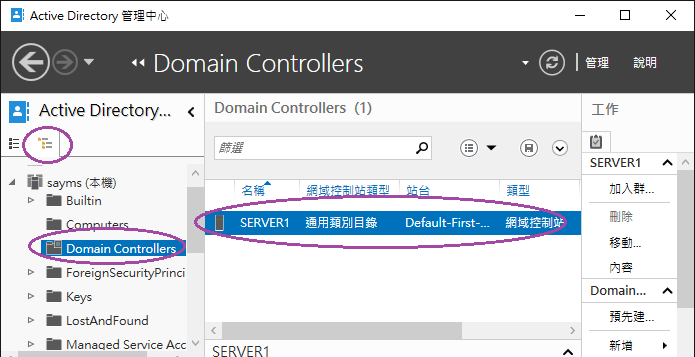 Active Directory 管理中心
Domain Controllers
管理
說明
Active Directory...
sayms (本機)
Builtin
Computers
Domain Controllers
ForeignSecurityPrinci
Keys
LostAndFound
Managed Service Acc
Domain Controllers (1)
篩選
名稱 網域控制站類型 站台 類型
SERVER1 通用類別目錄 Default-First-... 網域控制站
SERVER1
工作
SERVER1
加入群...
刪除
移動...
內容
Domain...
預先建...
新增